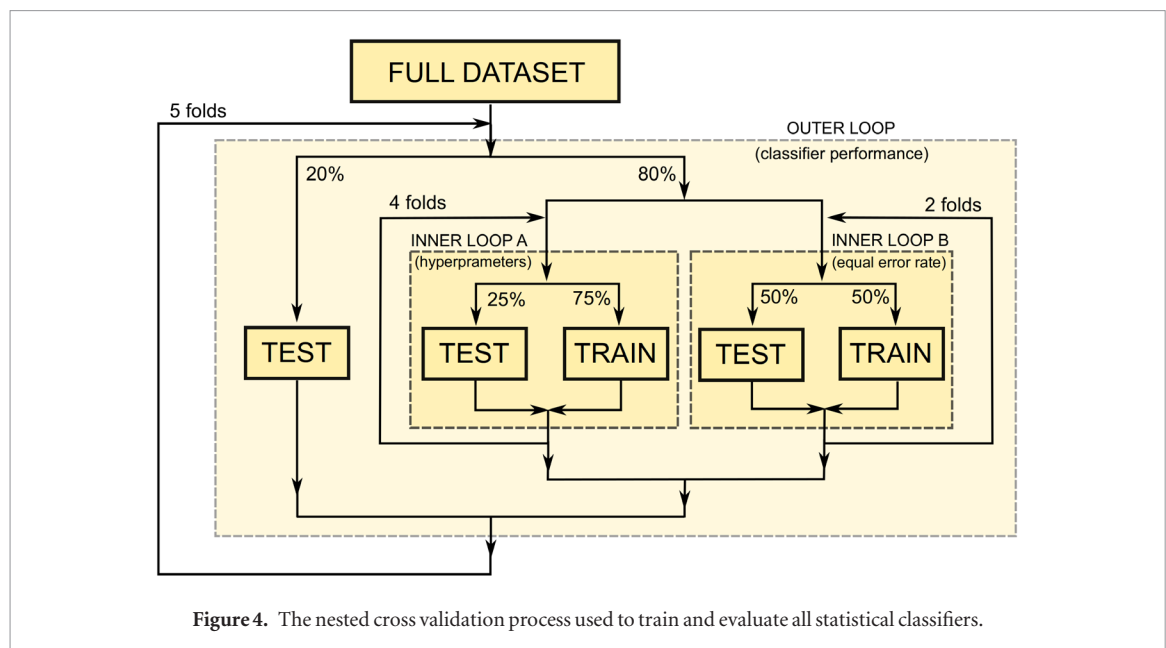 FULL DATASET
5 folds
OUTER LOOP
(classifier performance)
20%
80%
4 folds
2 folds
INNER LOOP A
(hyperprameters)
INNER LOOP B
(equal error rate)
25%
75%
50%
50%
TEST
TEST
TRAIN
TEST
TRAIN
Figure 4. The nested cross validation process used to train and evaluate all statistical classifiers.